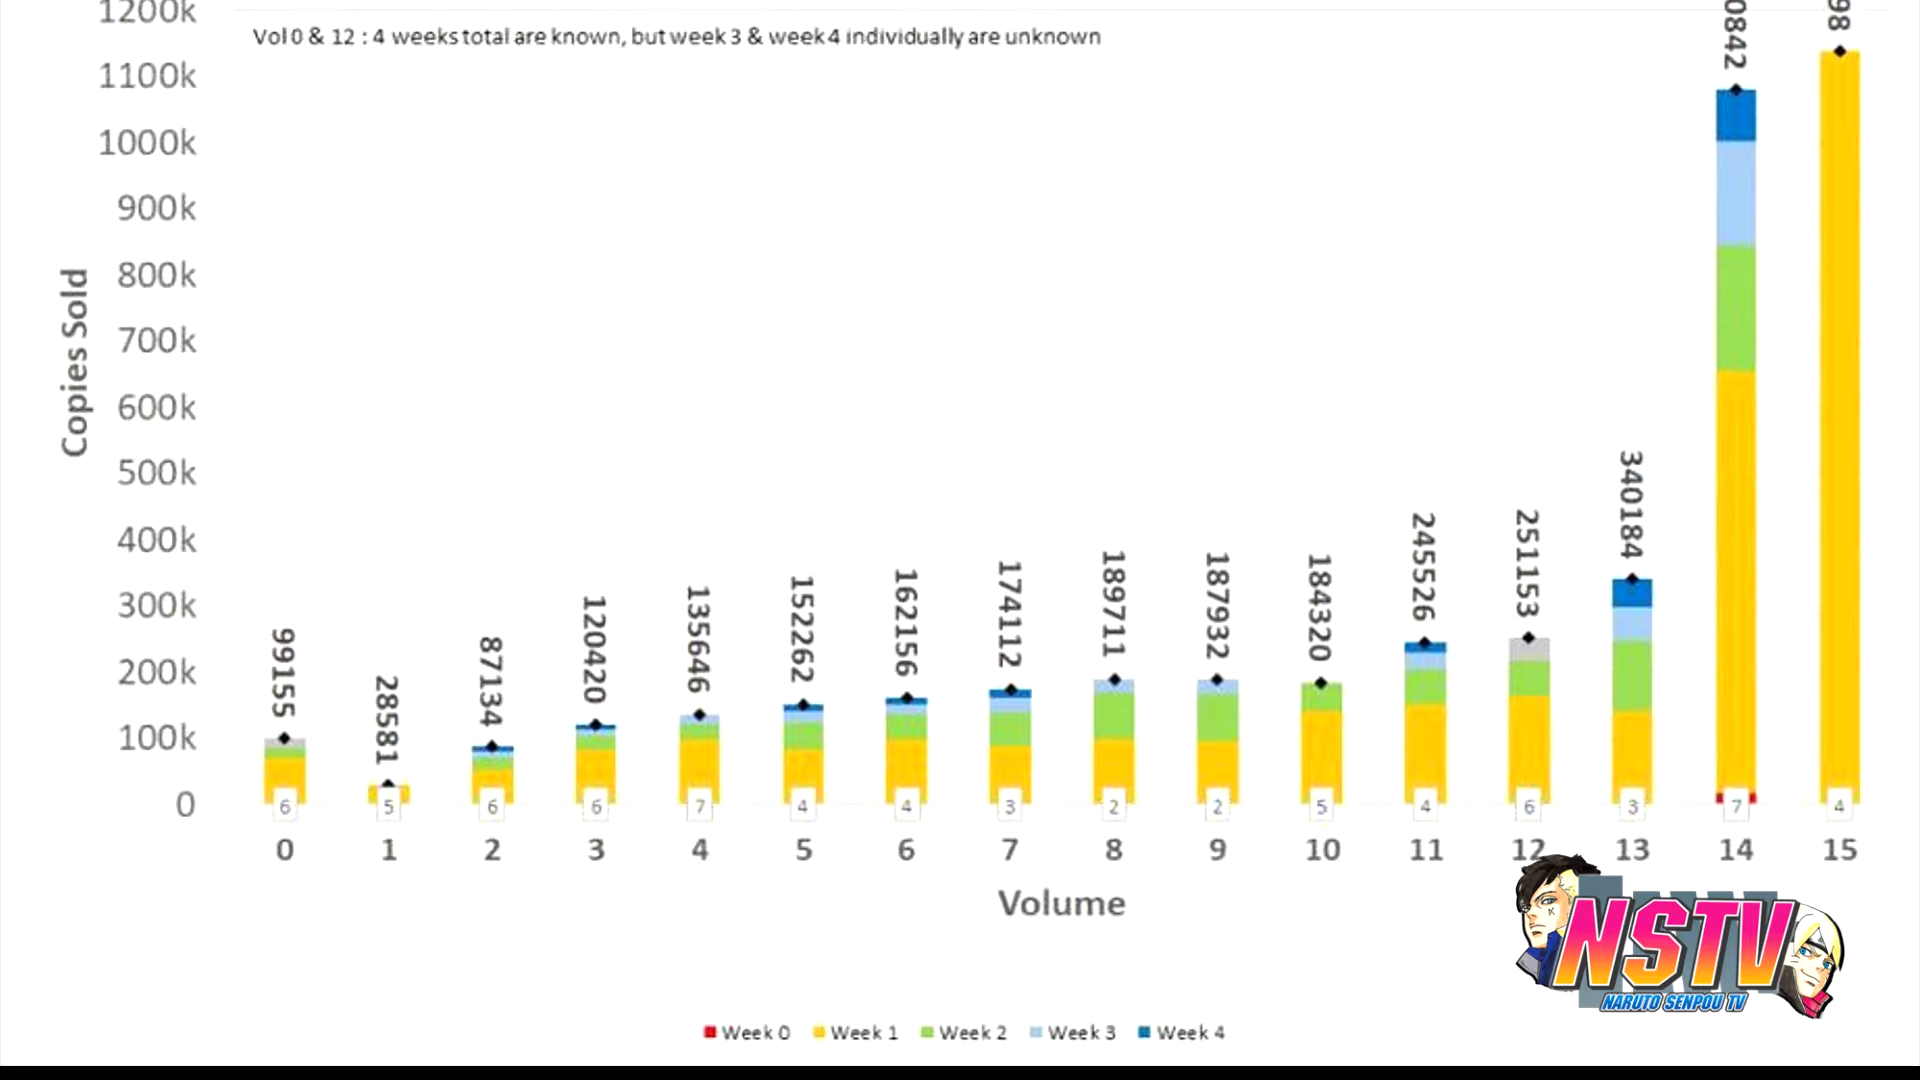 1200k
Vol 0 & 12 : 4 weeks total are known, but week 3 & week 4 individually are unknown
1100k
1000k
900k
800k
700k
600k
500k
400k
300k
200k
100k
0
Copies Sold
99155
28581
87134
120420
135646
152262
162156
174112
189711
187932
184320
245526
251153
340184
0842
98
6 5 6 6 7 4 4 3 2 2 5 4 6 3 7 4
0 1 2 3 4 5 6 7 8 9 10 11 12 13 14 15
Volume
NSTV
NARUTO SENPOU TV
Week 0 Week 1 Week 2 Week 3 Week 4